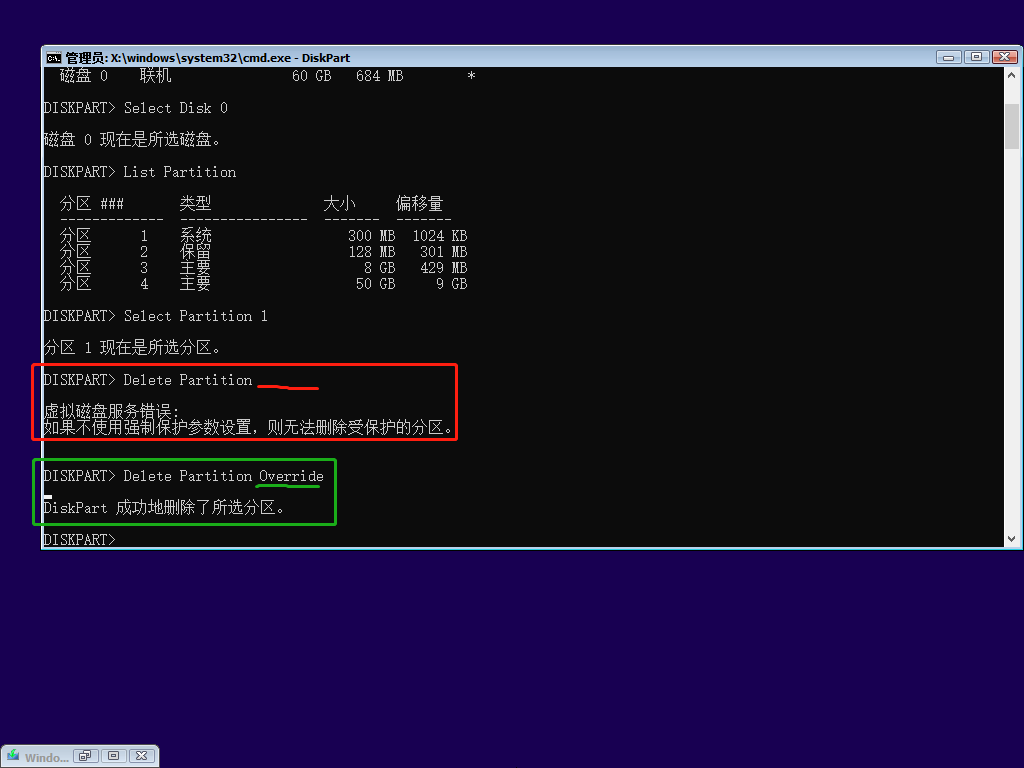 管理员: X:\windows\system32\cmd.exe - DiskPart
磁盘 0    联机    60 GB    684 MB    *
DISKPART> Select Disk 0
磁盘 0 现在是所选磁盘。
DISKPART> List Partition
分区 ###    类型    大小    偏移量
-------------  ----------------  -------  -------
分区    1    系统    300 MB    1024 KB
分区    2    保留    128 MB    301 MB
分区    3    主要    8 GB    429 MB
分区    4    主要    50 GB    9 GB
DISKPART> Select Partition 1
分区 1 现在是所选分区。
DISKPART> Delete Partition
虚拟磁盘服务错误:
如果不使用强制保护参数设置，则无法删除受保护的分区。
DISKPART> Delete Partition Override
DiskPart 成功地删除了所选分区。
DISKPART>
Windo...